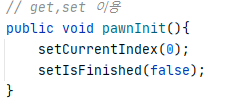 // get,set 이용
public void pawnInit(){
    setCurrentIndex(0);
    setIsFinished(false);
}